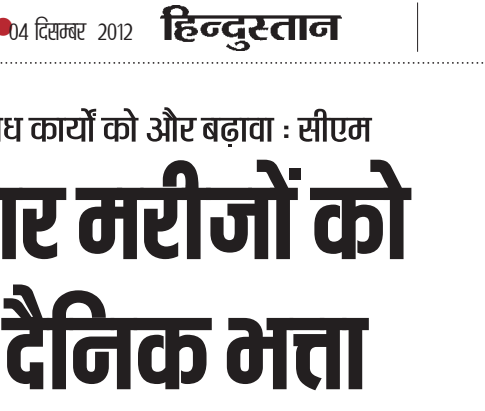 04 दिसम्बर 2012 हिन्दुस्तान
कार्यों को और बढ़ावा : सीएम
मरीजों को
दैनिक भत्ता